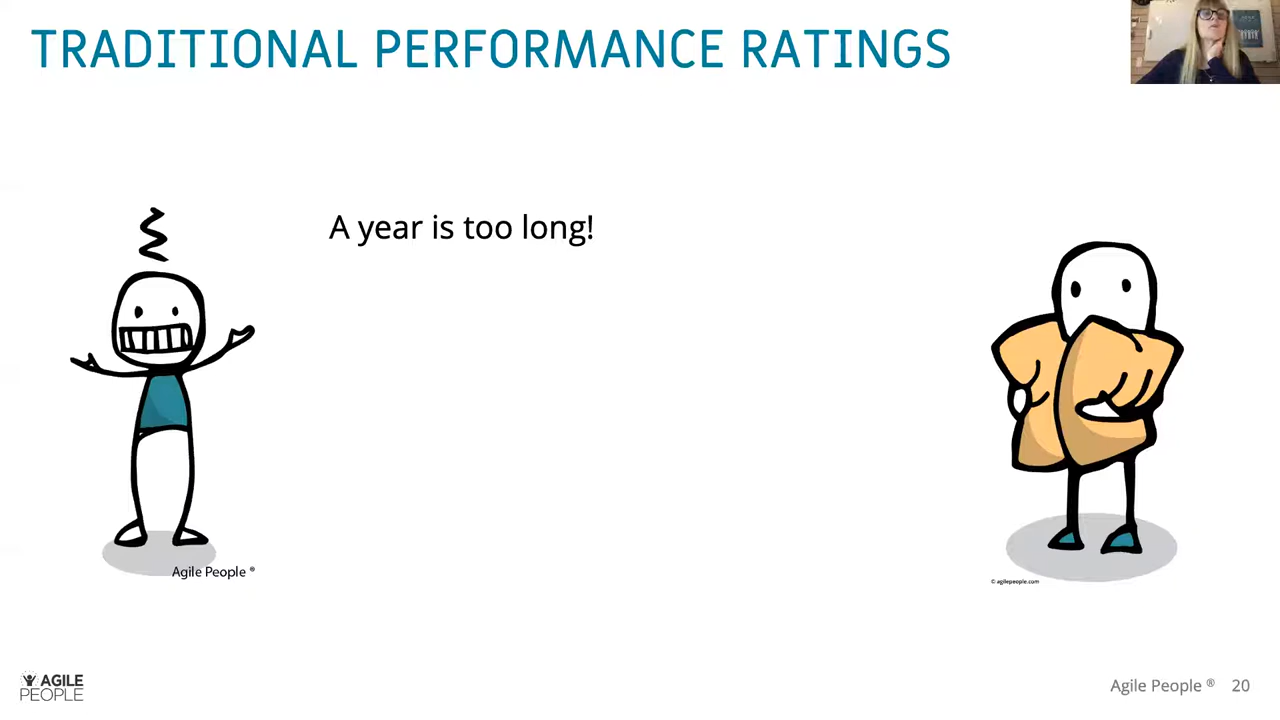 TRADITIONAL PERFORMANCE RATINGS
A year is too long!
Agile People ®
© agilepeople.com
AGILE
PEOPLE
Agile People ® 20